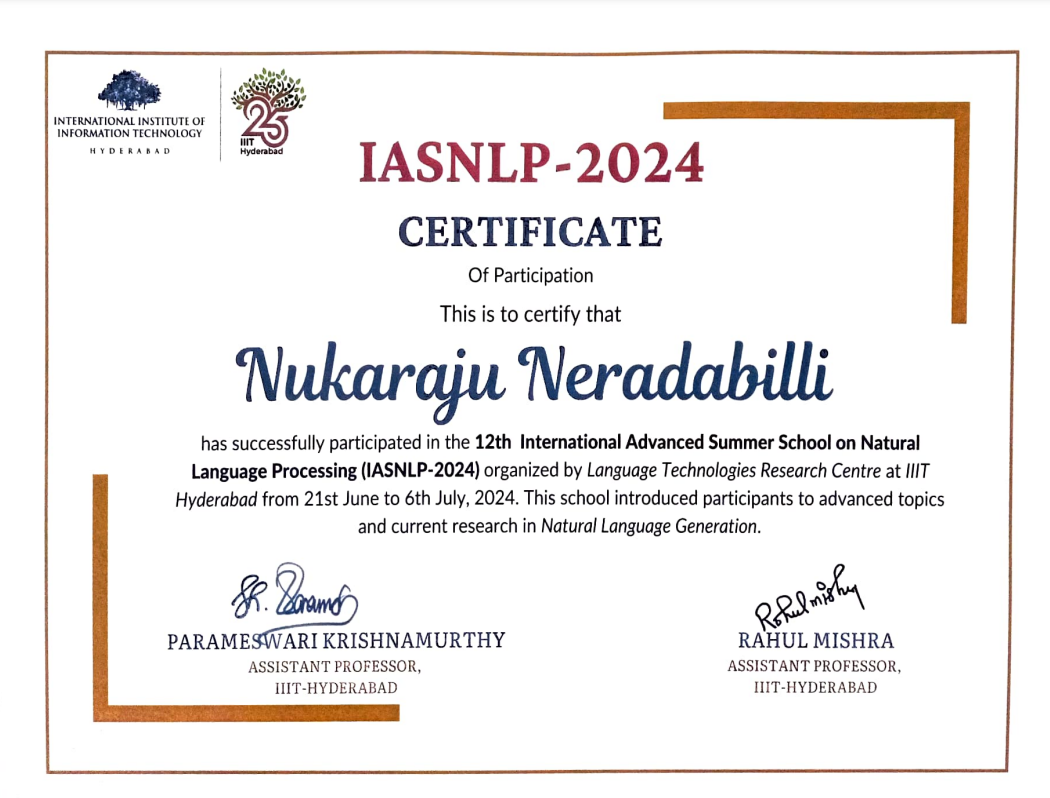 INTERNATIONAL INSTITUTE OF
INFORMATION TECHNOLOGY
HYDERABAD
25
IIIT
Hyderabad
IASNLP-2024
CERTIFICATE
Of Participation
This is to certify that
Nukaraju Neradabilli
has successfully participated in the 12th International Advanced Summer School on Natural
Language Processing (IASNLP-2024) organized by Language Technologies Research Centre at IIIT
Hyderabad from 21st June to 6th July, 2024. This school introduced participants to advanced topics
and current research in Natural Language Generation.
Rahul mishra
PARAMESWARI KRISHNAMURTHY
ASSISTANT PROFESSOR,
IIIT-HYDERABAD
RAHUL MISHRA
ASSISTANT PROFESSOR,
IIIT-HYDERABAD